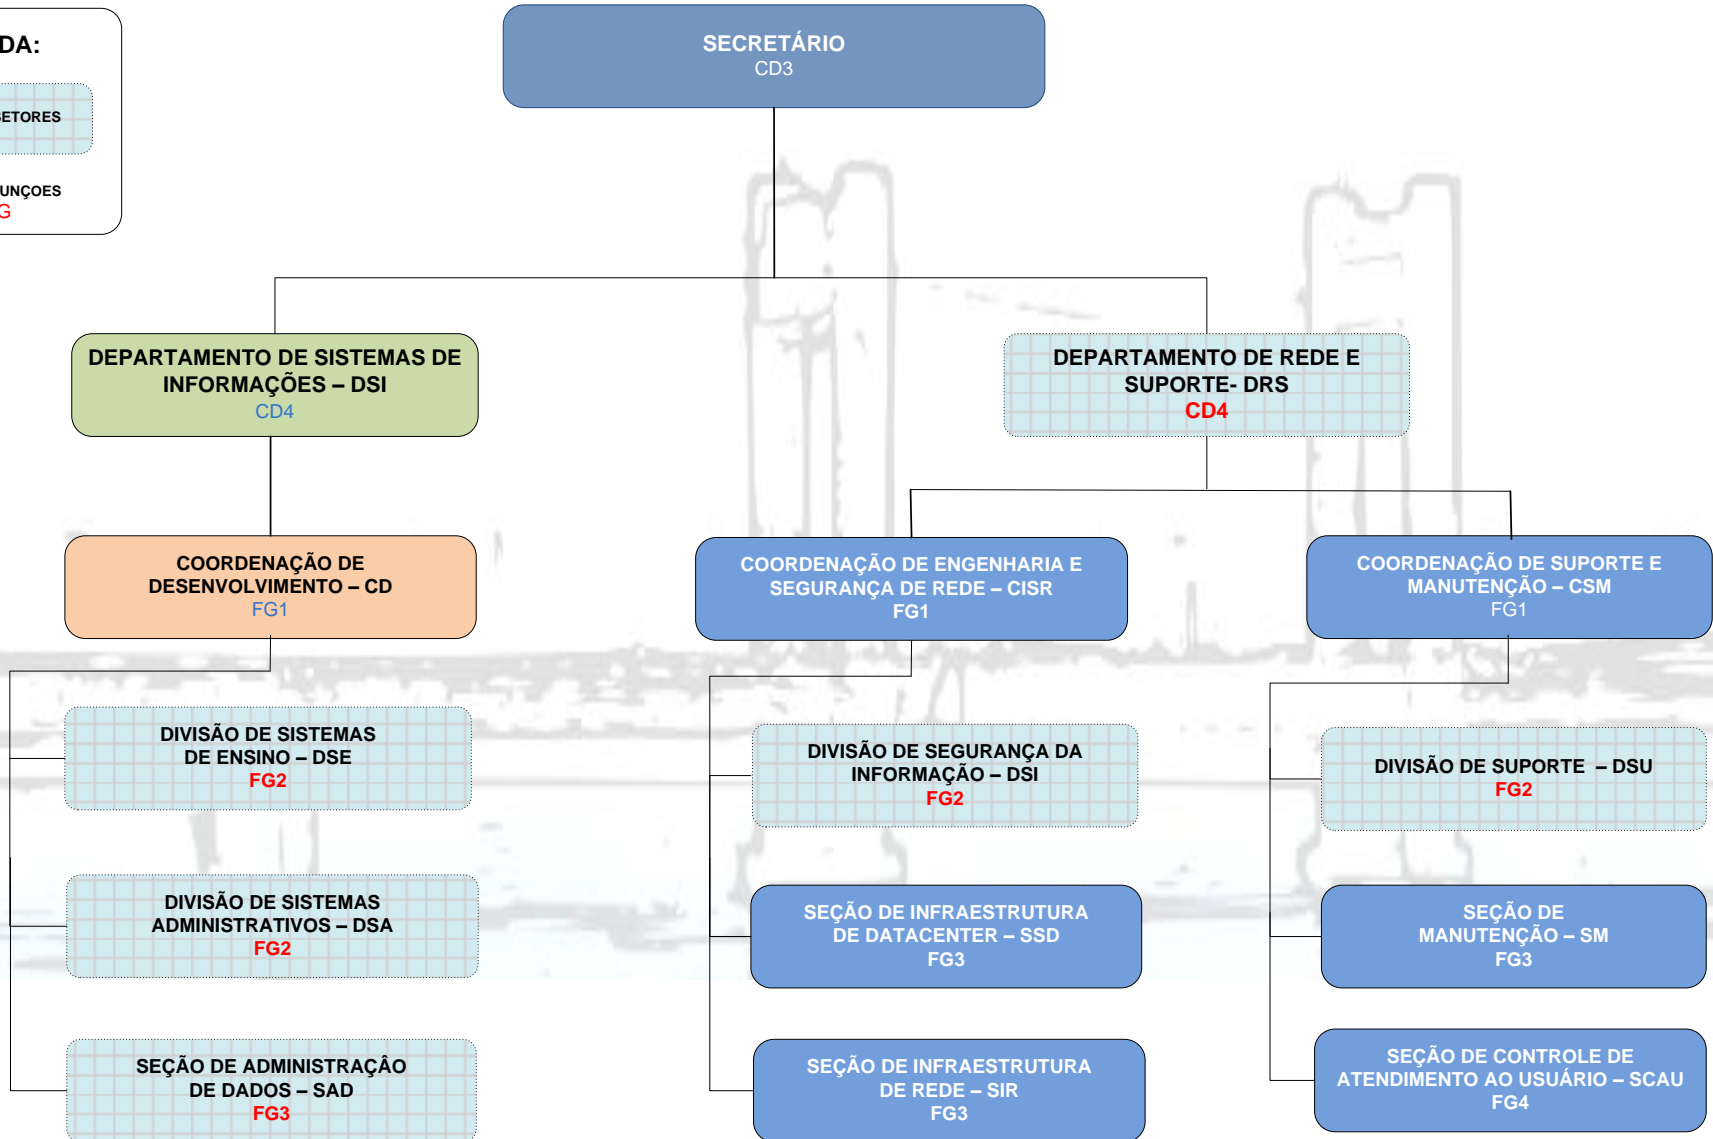 DA:
SETORES
UNÇOES
G
SECRETÁRIO
CD3
DEPARTAMENTO DE SISTEMAS DE
INFORMAÇÕES – DSI
CD4
DEPARTAMENTO DE REDE E
SUPORTE- DRS
CD4
COORDENAÇÃO DE
DESENVOLVIMENTO – CD
FG1
COORDENAÇÃO DE ENGENHARIA E
SEGURANÇA DE REDE – CISR
FG1
COORDENAÇÃO DE SUPORTE E
MANUTENÇÃO – CSM
FG1
DIVISÃO DE SISTEMAS
DE ENSINO – DSE
FG2
DIVISÃO DE SEGURANÇA DA
INFORMAÇÃO – DSI
FG2
DIVISÃO DE SUPORTE – DSU
FG2
DIVISÃO DE SISTEMAS
ADMINISTRATIVOS – DSA
FG2
SEÇÃO DE INFRAESTRUTURA
DE DATACENTER – SSD
FG3
SEÇÃO DE
MANUTENÇÃO – SM
FG3
SEÇÃO DE ADMINISTRAÇÂO
DE DADOS – SAD
FG3
SEÇÃO DE INFRAESTRUTURA
DE REDE – SIR
FG3
SEÇÃO DE CONTROLE DE
ATENDIMENTO AO USUÁRIO – SCAU
FG4